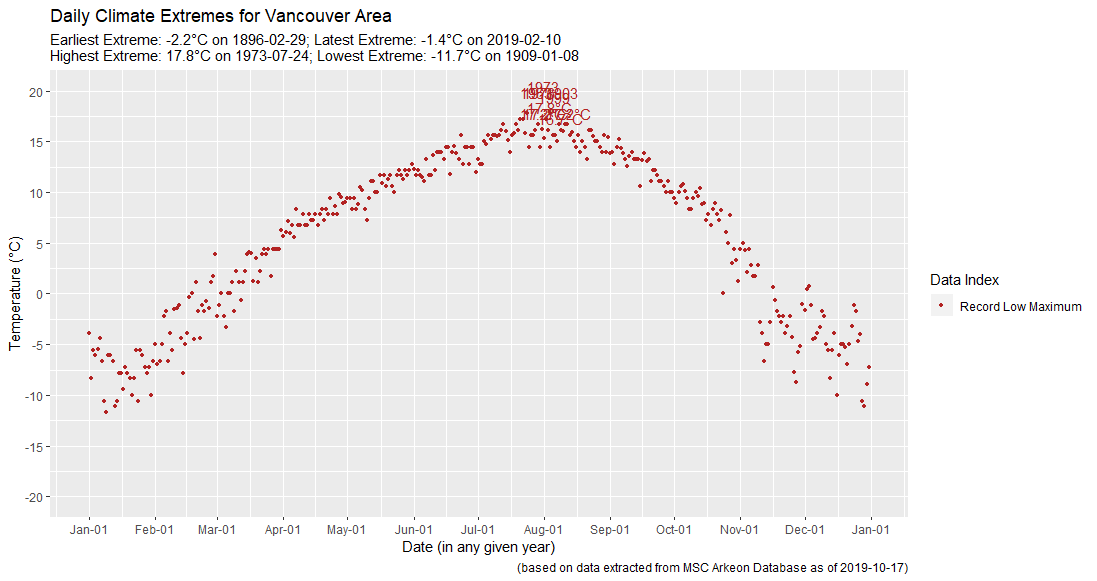 Daily Climate Extremes for Vancouver Area
Earliest Extreme: -2.2°C on 1896-02-29; Latest Extreme: -1.4°C on 2019-02-10
Highest Extreme: 17.8°C on 1973-07-24; Lowest Extreme: -11.7°C on 1909-01-08
1973
20
15
10
5
0
-5
-10
-15
-20
Temperature (°C)
Jan-01 Feb-01 Mar-01 Apr-01 May-01 Jun-01 Jul-01 Aug-01 Sep-01 Oct-01 Nov-01 Dec-01 Jan-01
Date (in any given year)
Data Index
Record Low Maximum
(based on data extracted from MSC Arkeon Database as of 2019-10-17)